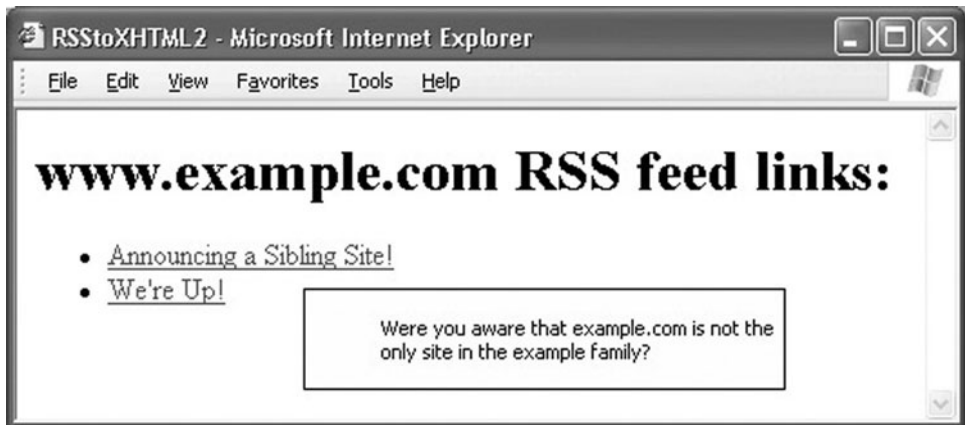 RSStoXHTML2 - Microsoft Internet Explorer
File Edit View Favorites Tools Help
www.example.com RSS feed links:
Announcing a Sibling Site!
We're Up!
Were you aware that example.com is not the
only site in the example family?